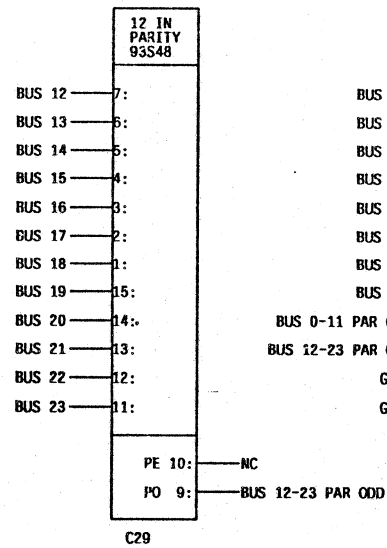 12 IN
PARITY
93S48
BUS 12 7:
BUS 13 6:
BUS 14 5:
BUS 15 4:
BUS 16 3:
BUS 17 2:
BUS 18 1:
BUS 19 15:
BUS 20 14:
BUS 21 13:
BUS 22 12:
BUS 23 11:
PE 10: NC
PO 9: BUS 12-23 PAR ODD
C29
BUS
BUS
BUS
BUS
BUS
BUS
BUS
BUS
BUS 0-11 PAR
BUS 12-23 PAR
G
G